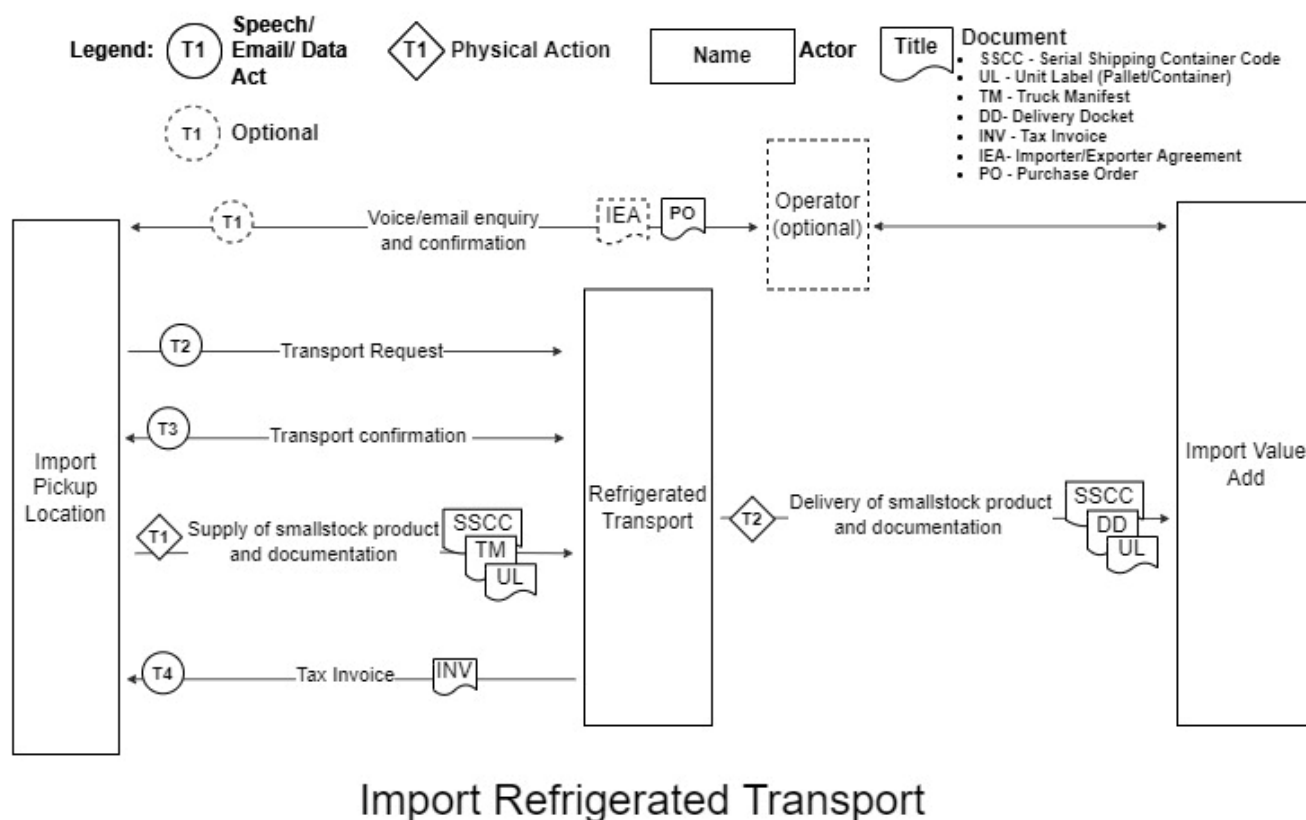 Legend:
T1
Speech/
Email/ Data
Act
T1
Physical Action
Name
Actor
Title
Document
• SSCC - Serial Shipping Container Code
• UL - Unit Label (Pallet/Container)
• TM - Truck Manifest
• DD- Delivery Docket
• INV - Tax Invoice
• IEA- Importer/Exporter Agreement
• PO - Purchase Order
T1
Optional
T1
Voice/email enquiry
and confirmation
IEA
PO
Operator
(optional)
T2
Transport Request
T3
Transport confirmation
Import
Pickup
Location
Refrigerated
Transport
Import Value
Add
T1
Supply of smallstock product
and documentation
SSCC
TM
UL
T2
Delivery of smallstock product
and documentation
SSCC
DD
UL
T4
Tax Invoice
INV
Import Refrigerated Transport